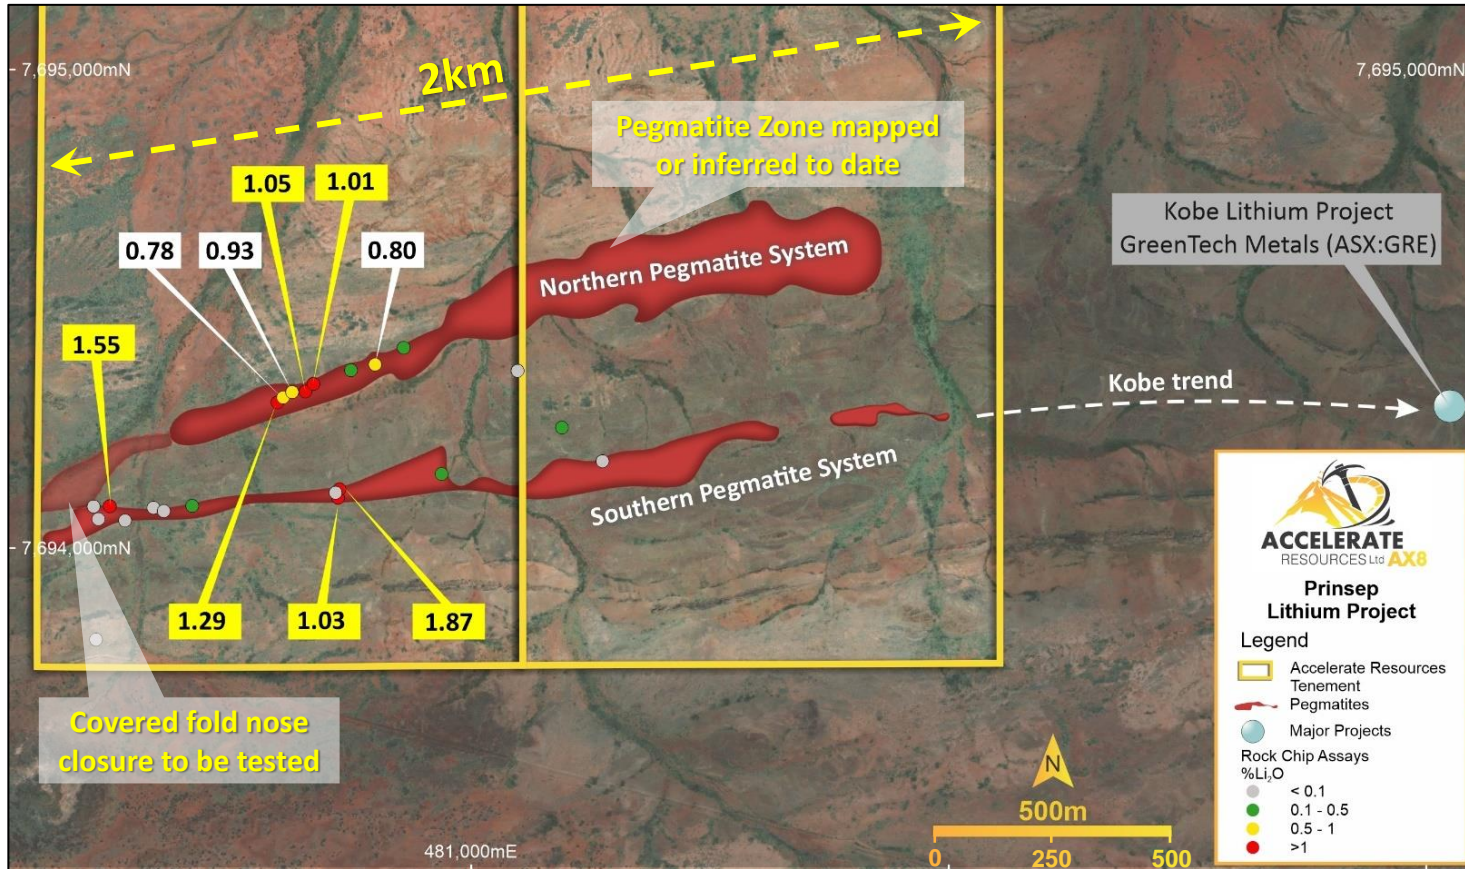 7,695,000mN
7,695,000mN
2km
Pegmatite Zone mapped
or inferred to date
1.05
1.01
0.78
0.93
0.80
1.55
Kobe Lithium Project
GreenTech Metals (ASX:GRE)
Northern Pegmatite System
Kobe trend
Southern Pegmatite System
7,694,000mN
1.29
1.03
1.87
Covered fold nose
closure to be tested
481,000mE
N
500m
0
250
500
ACCELERATE
RESOURCES Ltd AX8
Prinsep
Lithium Project
Legend
Accelerate Resources
Tenement
Pegmatites
Major Projects
Rock Chip Assays
%Li₂O
< 0.1
0.1 - 0.5
0.5 - 1
>1